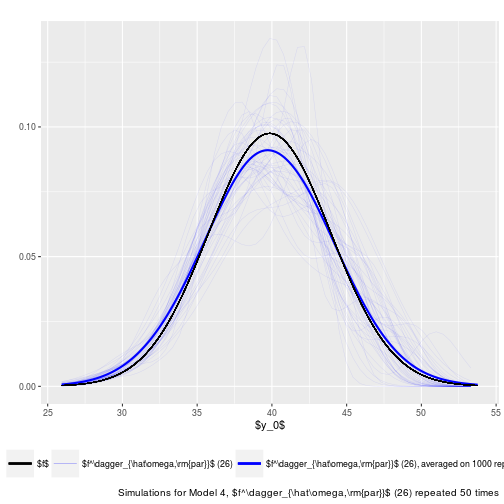 0.10
0.05
0.00
25 30 35 40 45 50 55
$y_0$
$f$ $f^\dagger_{\hat\omega,\rm{par}}$ (26) $f^\dagger_{\hat\omega,\rm{par}}$ (26), averaged on 1000 rep
Simulations for Model 4, $f^\dagger_{\hat\omega,\rm{par}}$ (26) repeated 50 times